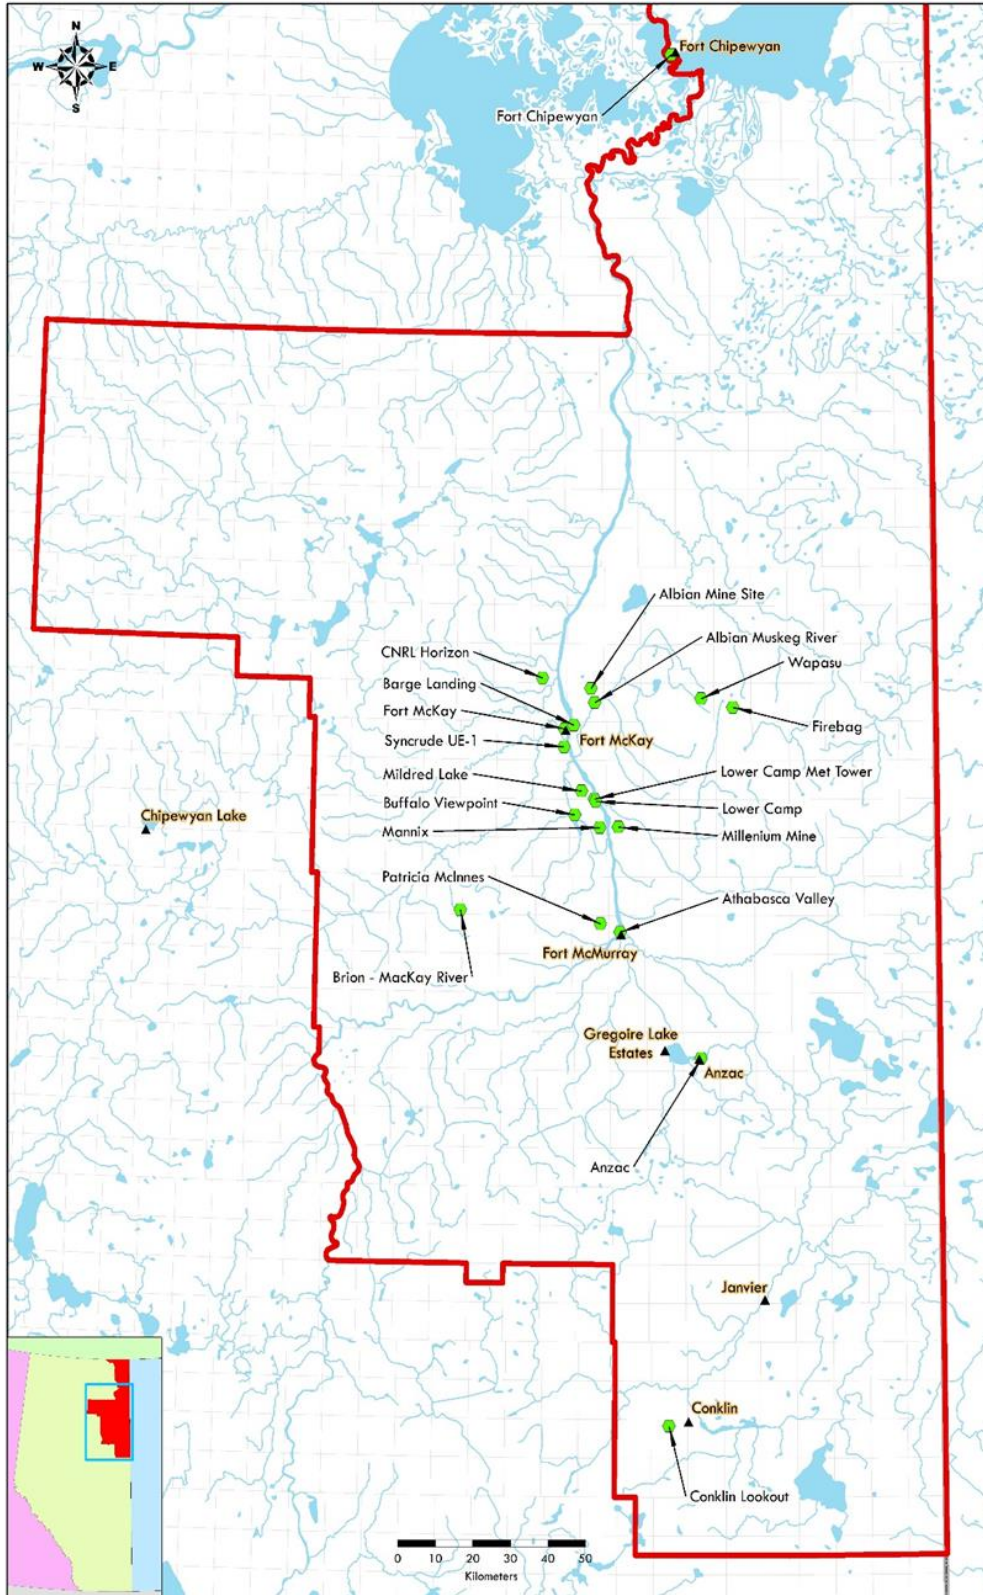 N
W E
S
Fort Chipewyan
Fort Chipewyan
Albian Mine Site
Albian Muskeg River
CNRL Horizon
Wapasu
Barge Landing
Fort McKay
Firebag
Fort McKay
Syncrude UE-1
Lower Camp Met Tower
Mildred Lake
Buffalo Viewpoint
Lower Camp
Mannix
Millenium Mine
Chipewyan Lake
Patricia McInnes
Athabasca Valley
Fort McMurray
Brion - MacKay River
Gregoire Lake
Estates
Anzac
Anzac
Janvier
Conklin
Conklin Lookout
0 10 20 30 40 50
Kilometers